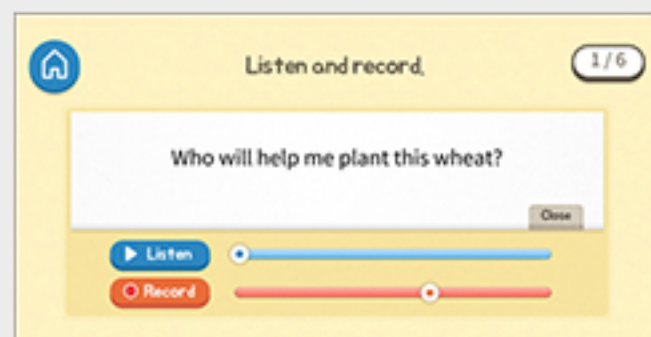 Listen and record.
1/6
Who will help me plant this wheat?
Close
Listen
Record